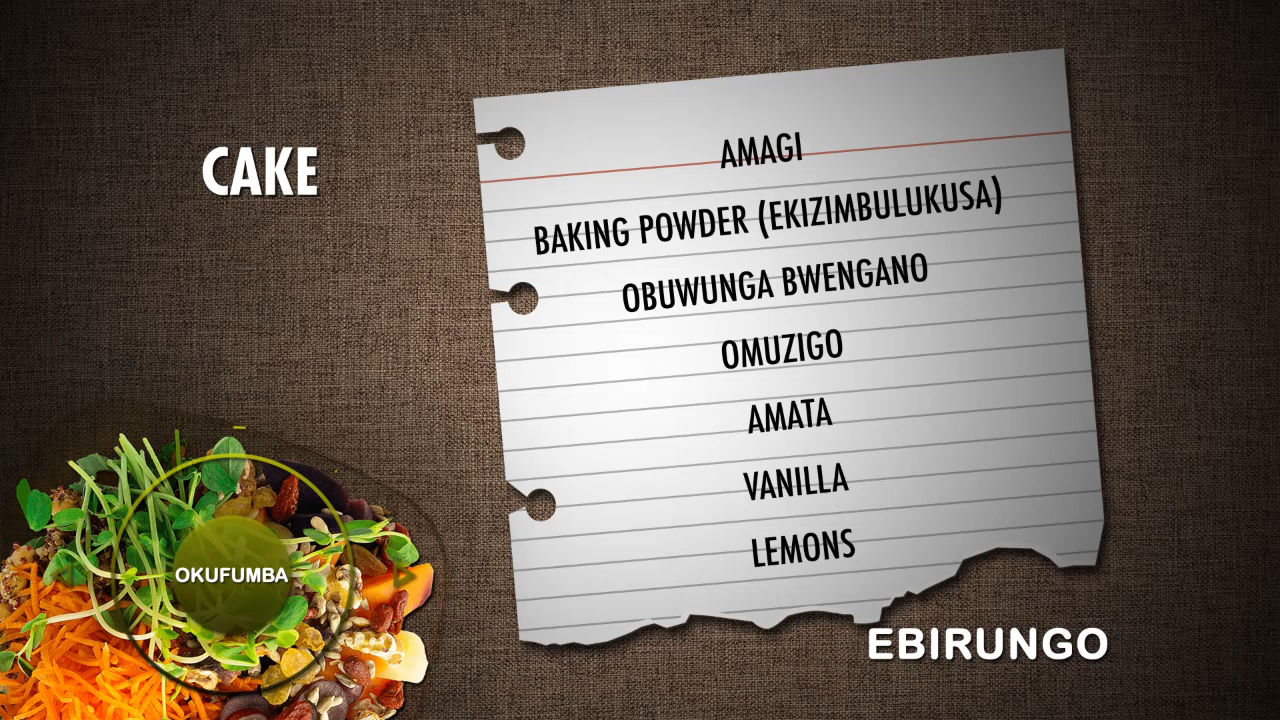 CAKE
AMAGI
BAKING POWDER (EKIZIMBULUKUSA)
OBUWUNGA BWENGANO
OMUZIGO
AMATA
VANILLA
LEMONS
OKUFUMBA
EBIRUNGO